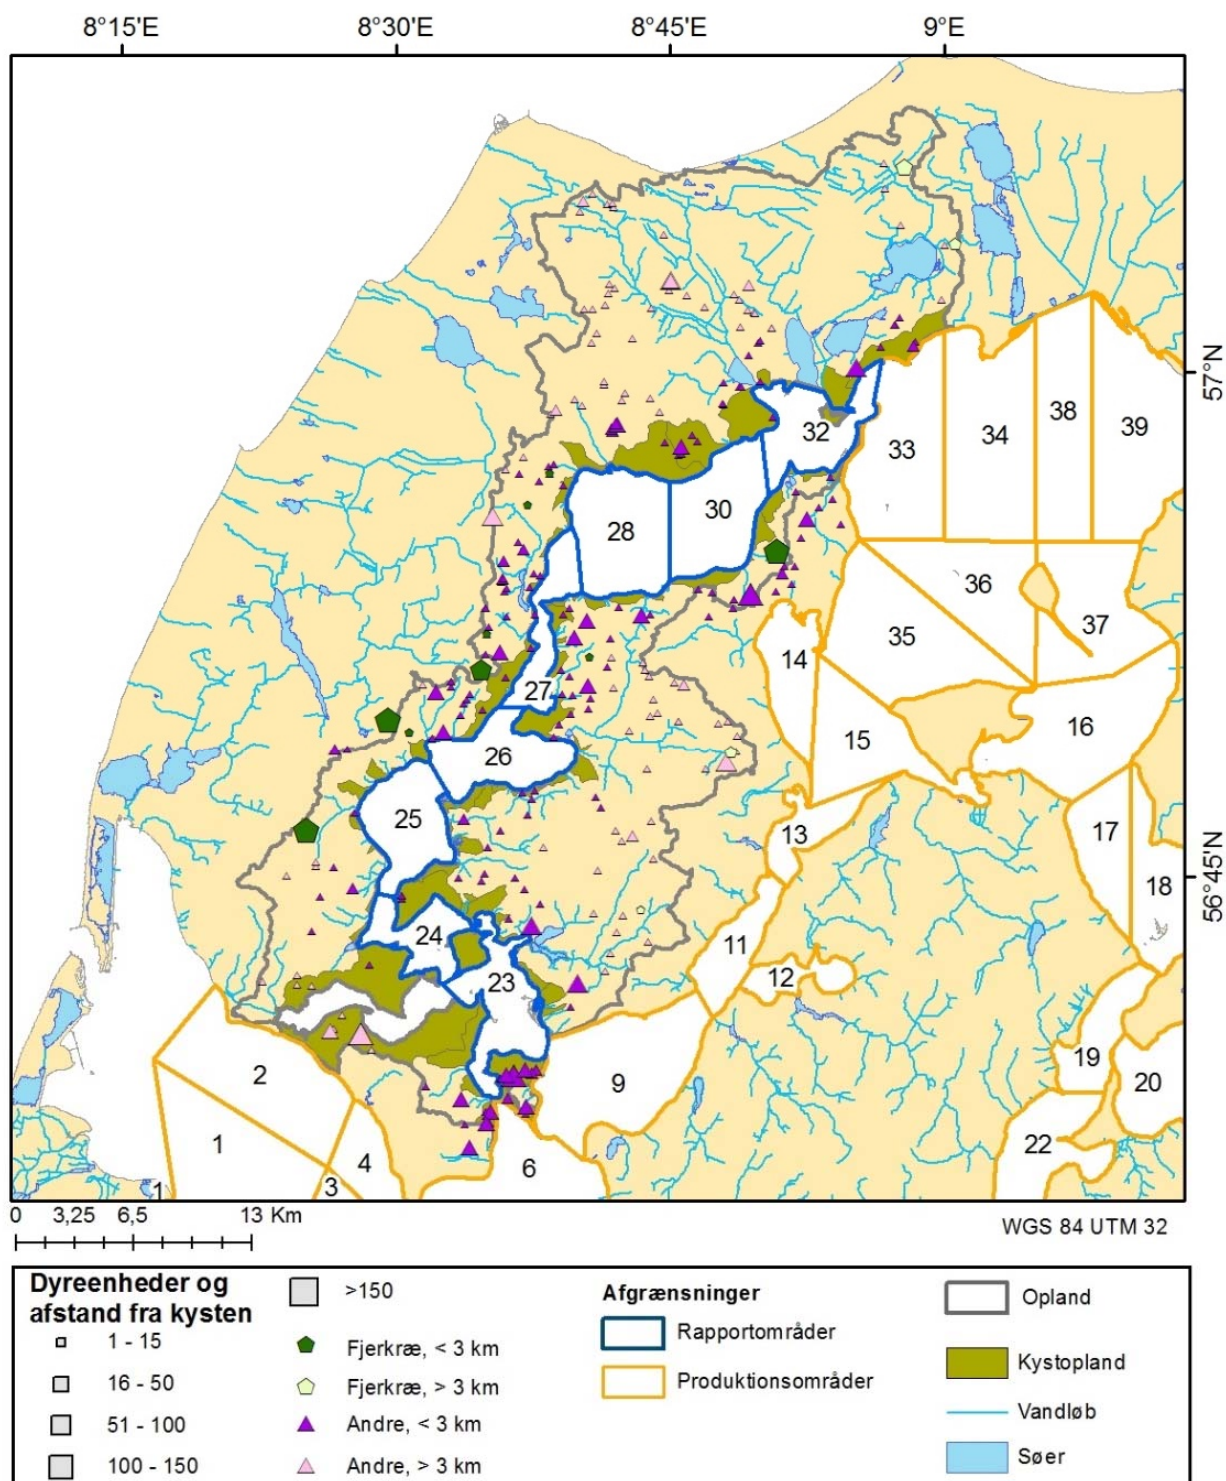 8°15'E 8°30'E 8°45'E 9°E
57°N
32
33
34
38
39
28
30
36
35
37
14
27
16
15
26
25
13
17
18
56°45'N
24
11
12
23
19
20
2
9
1
4
22
6
1
3
0 3,25 6,5 13 Km
WGS 84 UTM 32
Dyreenheder og
afstand fra kysten
1 - 15
16 - 50
51 - 100
100 - 150
>150
Fjerkræ, < 3 km
Fjerkræ, > 3 km
Andre, < 3 km
Andre, > 3 km
Afgrænsninger
Rapportområder
Produktionsområder
Opland
Kystopland
Vandløb
Søer